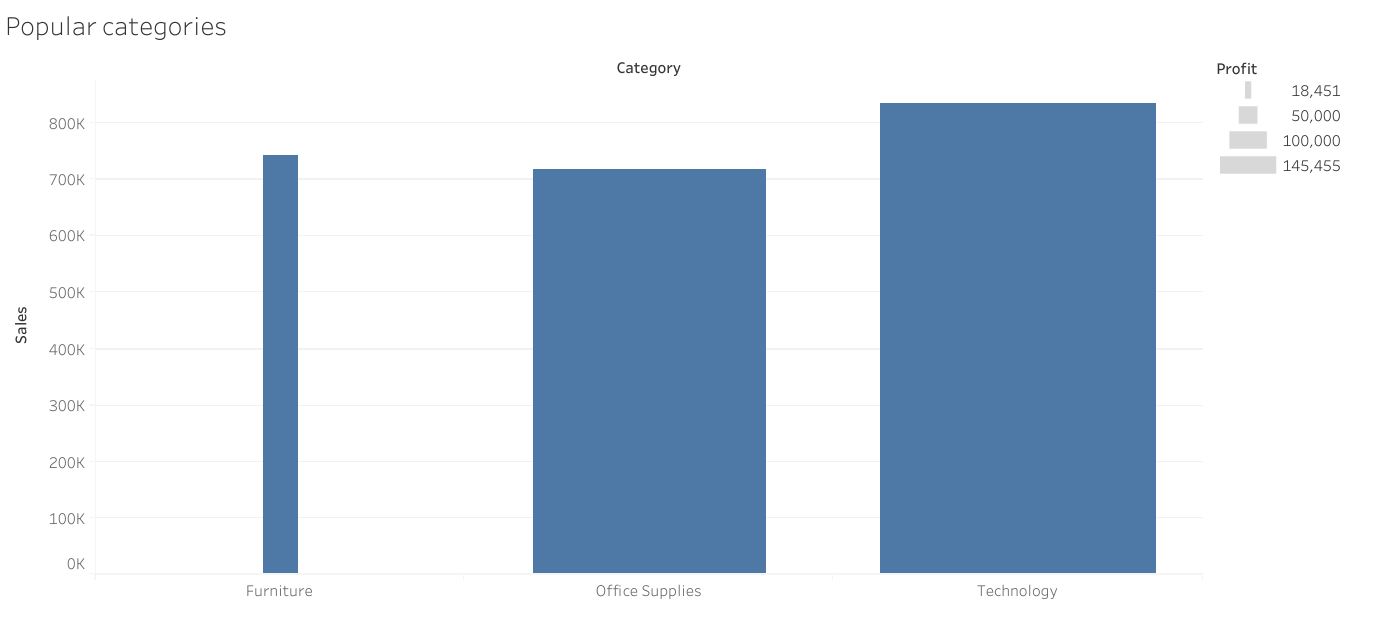 Popular categories
Category
Profit
18,451
50,000
100,000
145,455
Sales
800K
700K
600K
500K
400K
300K
200K
100K
0K
Furniture
Office Supplies
Technology